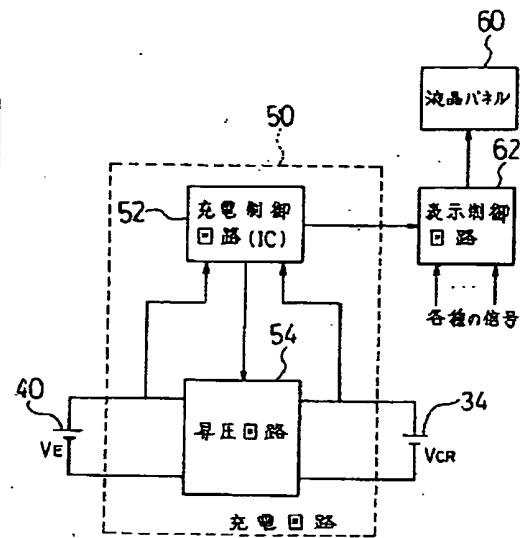 60
液晶パネル
50
62
52
充電制御
回路(IC)
表示制御
回路
・・・
各種の信号
54
40
34
昇圧回路
VE
VCR
充電回路